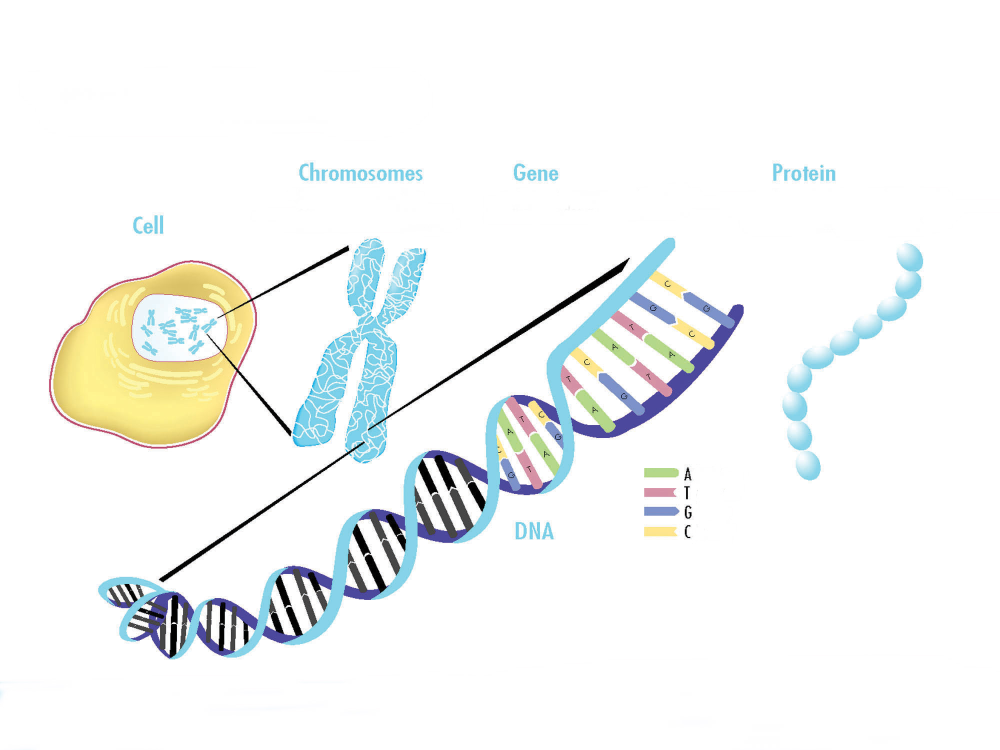 Chromosomes
Gene
Protein
Cell
C G
G C
T A
A T
C G
T A
T A
A T
C G
C G
DNA
A
T
G
C